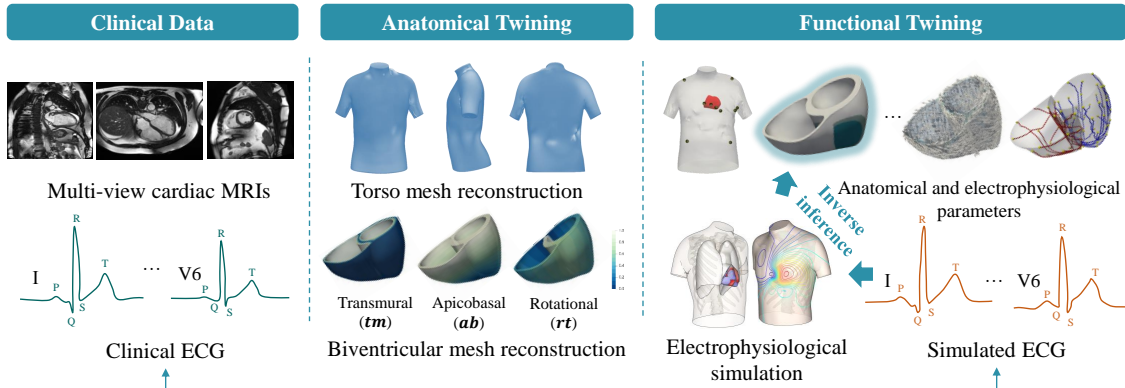 Clinical Data
Anatomical Twining
Functional Twining
Multi-view cardiac MRIs
I
P
Q
R
S
T
...
V6
P
Q
R
S
T
Clinical ECG
Torso mesh reconstruction
Transmural
(tm)
Apicobasal
(ab)
Rotational
(rt)
Biventricular mesh reconstruction
...
Anatomical and electrophysiological
parameters
Inverse
inference
Electrophysiological
simulation
I
P
Q
R
S
T
...
V6
P
Q
R
S
T
Simulated ECG